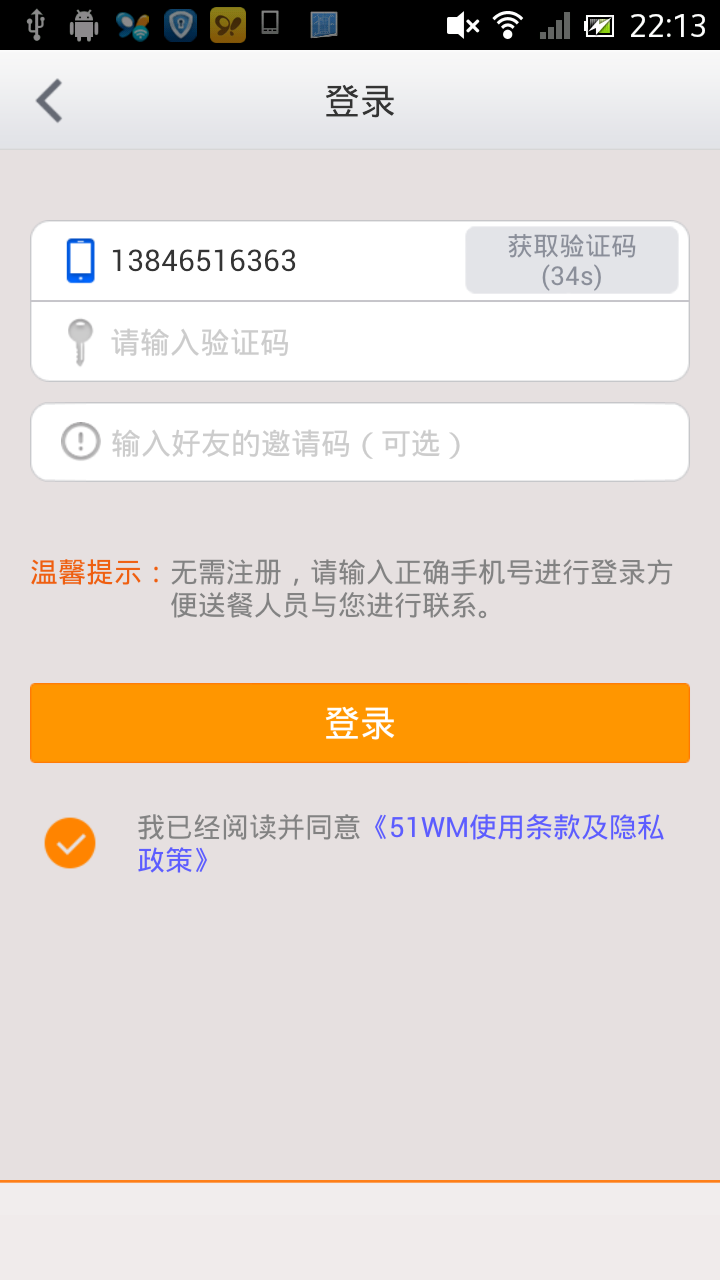 22:13
登录
13846516363
获取验证码
(34s)
请输入验证码
输入好友的邀请码（可选）
温馨提示：无需注册，请输入正确手机号进行登录方
便送餐人员与您进行联系。
登录
我已经阅读并同意《51WM使用条款及隐私
政策》